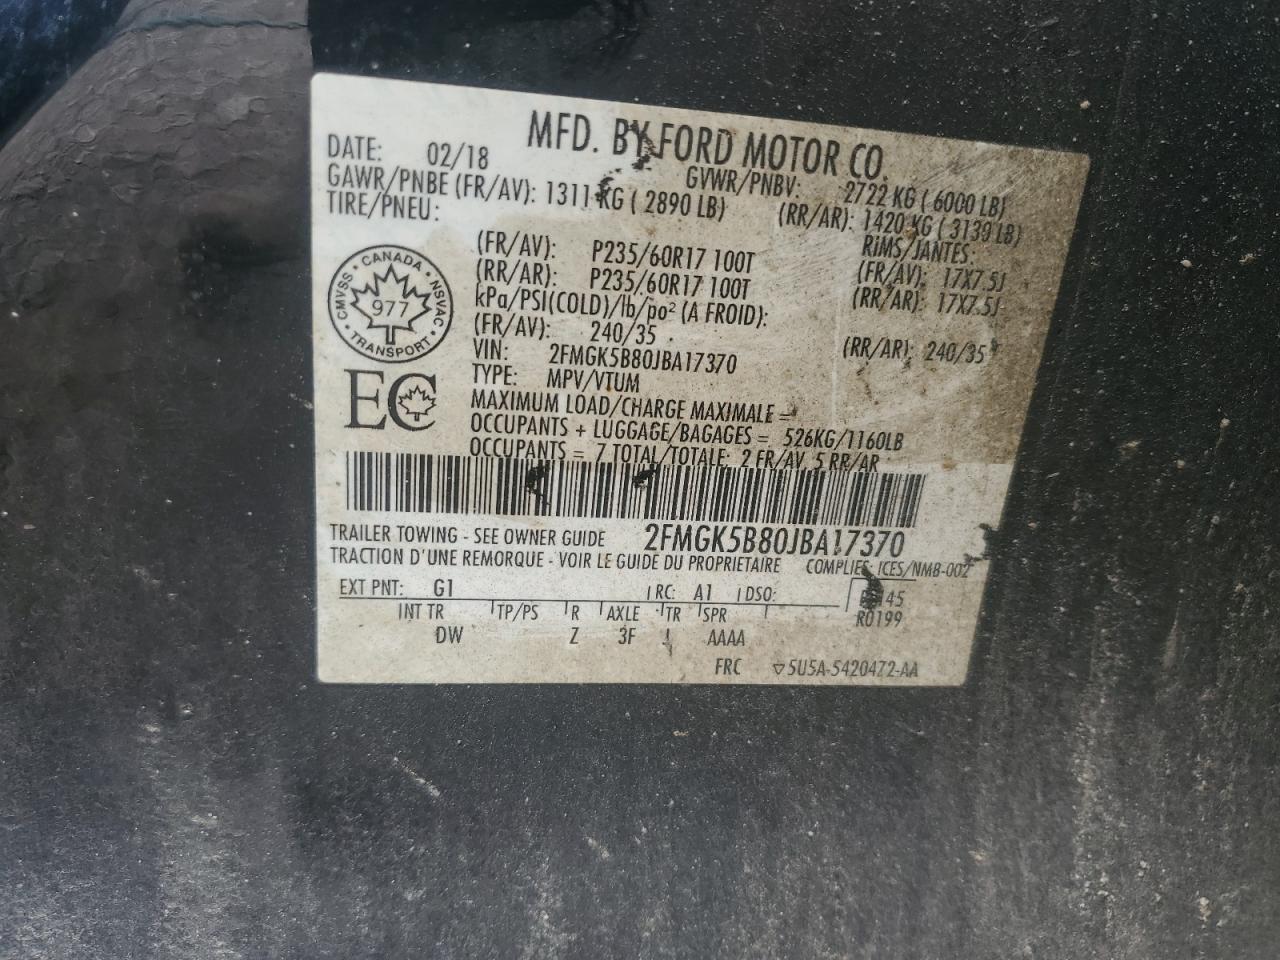 MFD. BY FORD MOTOR CO.
DATE: 02/18 GVWR/PNBV: 2722 KG ( 6000 LB)
GAWR/PNBE (FR/AV): 1311 KG ( 2890 LB) (RR/AR): 1420 KG ( 3130 LB)
TIRE/PNEU: RIMS/JANTES:
(FR/AV): P235/60R17 100T (FR/AV): 17X7.5J
(RR/AR): P235/60R17 100T (RR/AR): 17X7.5J
kPa/PSI(COLD)/lb/po² (A FROID):
(FR/AV): 240/35 (RR/AR): 240/35
VIN: 2FMGK5B80JBA17370
TYPE: MPV/VTUM
MAXIMUM LOAD/CHARGE MAXIMALE =
OCCUPANTS + LUGGAGE/BAGAGES = 526KG/1160LB
OCCUPANTS = 7 TOTAL/TOTALE: 2 FR/AV, 5 RR/AR
CANADA
CMVSS · NSVAC
977
TRANSPORT
EC
2FMGK5B80JBA17370
TRAILER TOWING - SEE OWNER GUIDE
TRACTION D'UNE REMORQUE - VOIR LE GUIDE DU PROPRIETAIRE
COMPLIES: ICES/NMB-002
EXT PNT: G1 RC: A1 DSO: 45
INT TR TP/PS R AXLE TR SPR R0199
DW Z 3F I AAAA
FRC ▽5U5A-5420472-AA